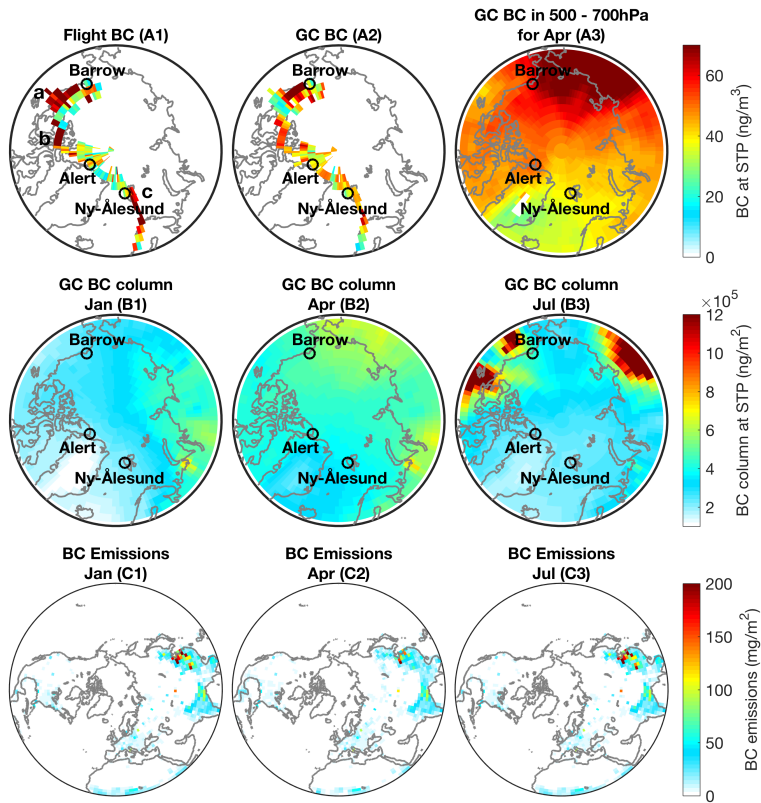 Flight BC (A1)
GC BC (A2)
GC BC in 500 - 700hPa
for Apr (A3)
Barrow
a
b
Alert
c
Ny-Ålesund
Barrow
Alert
Ny-Ålesund
Barrow
Alert
Ny-Ålesund
60
40
20
0
BC at STP (ng/m³)
GC BC column
Jan (B1)
GC BC column
Apr (B2)
GC BC column
Jul (B3)
Barrow
Alert
Ny-Ålesund
Barrow
Alert
Ny-Ålesund
Barrow
Alert
Ny-Ålesund
×10⁵
12
10
8
6
4
2
BC column at STP (ng/m²)
BC Emissions
Jan (C1)
BC Emissions
Apr (C2)
BC Emissions
Jul (C3)
200
150
100
50
0
BC emissions (mg/m²)